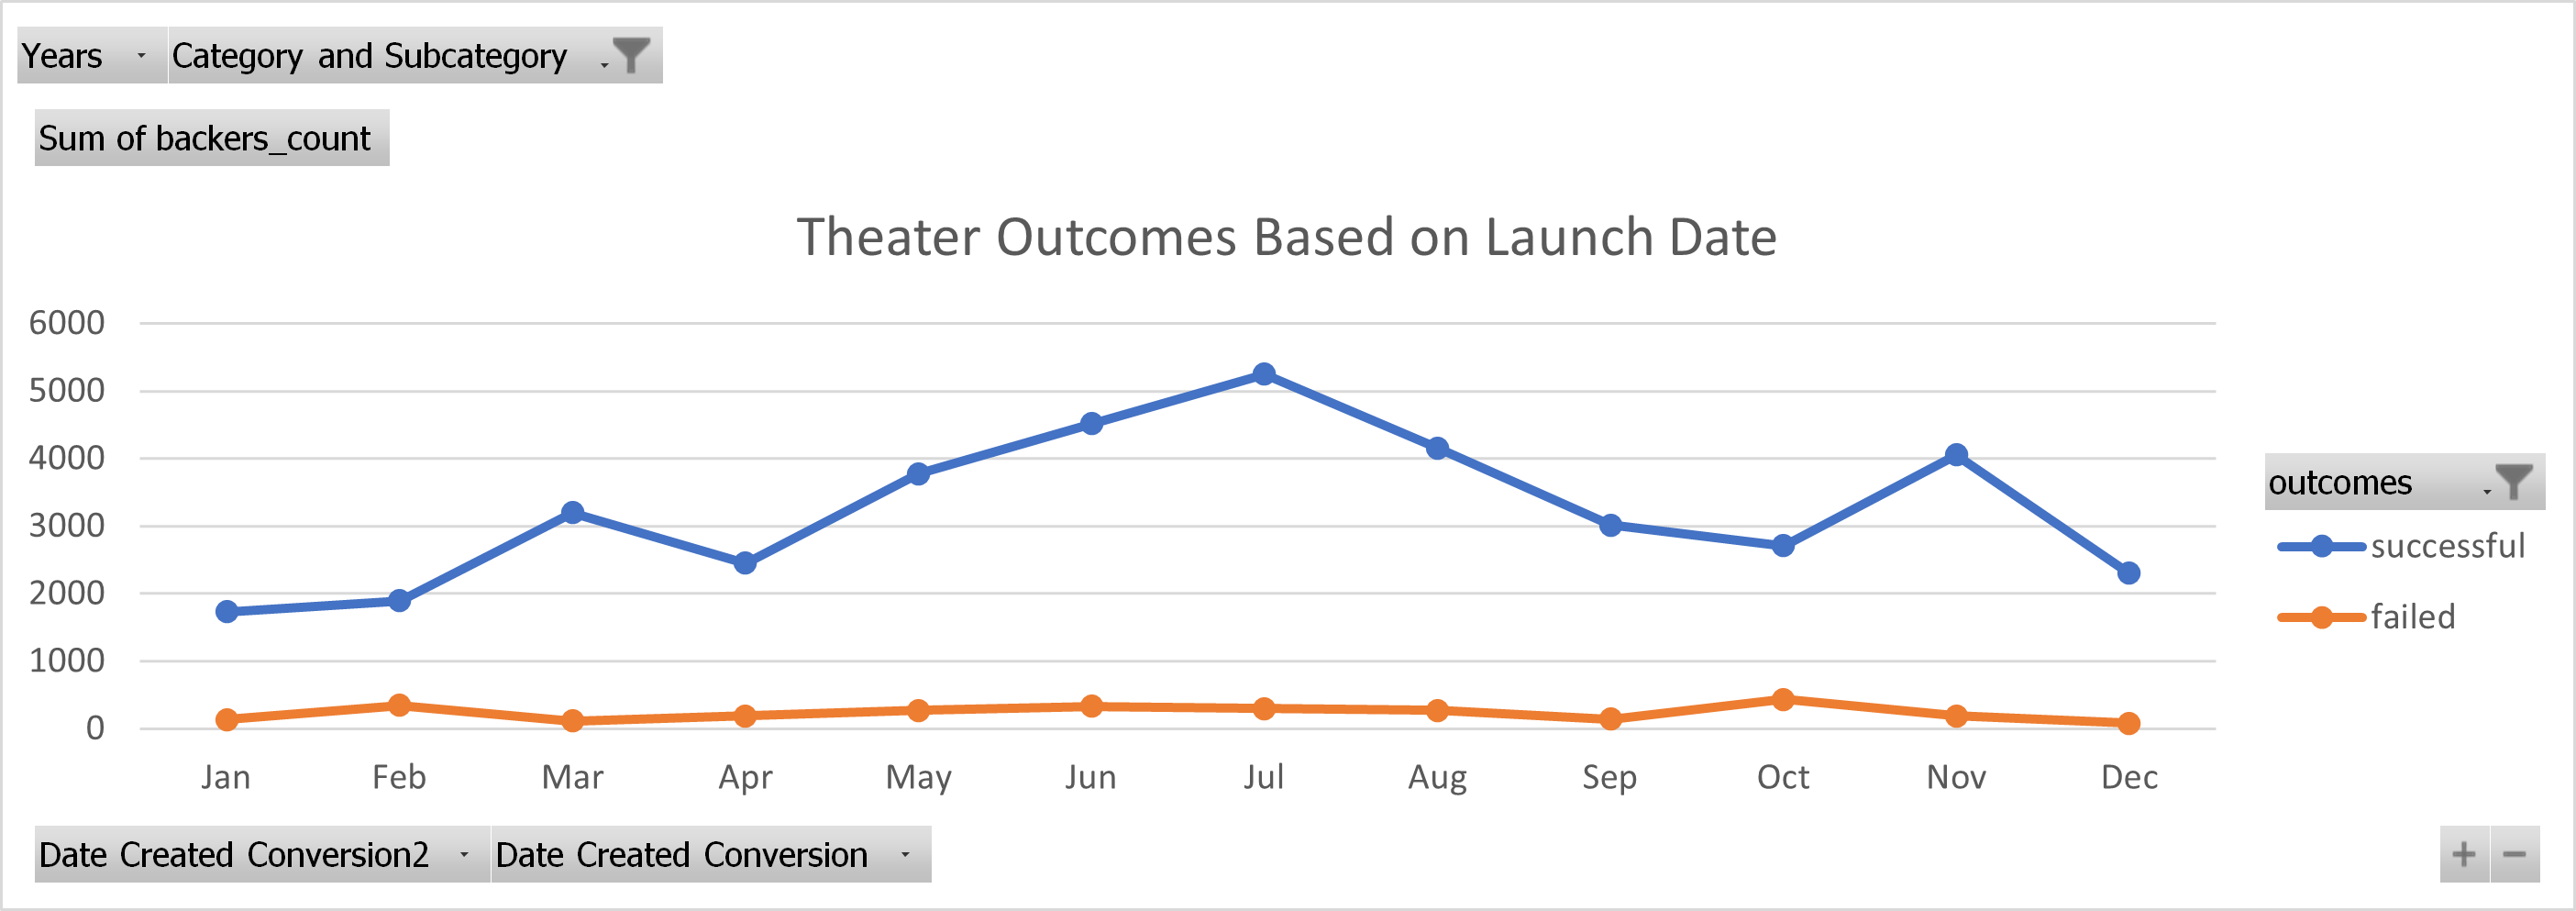 Years Category and Subcategory
Sum of backers_count
Theater Outcomes Based on Launch Date
6000
5000
4000
3000
2000
1000
0
Jan Feb Mar Apr May Jun Jul Aug Sep Oct Nov Dec
outcomes
successful
failed
Date Created Conversion2 Date Created Conversion
+ −